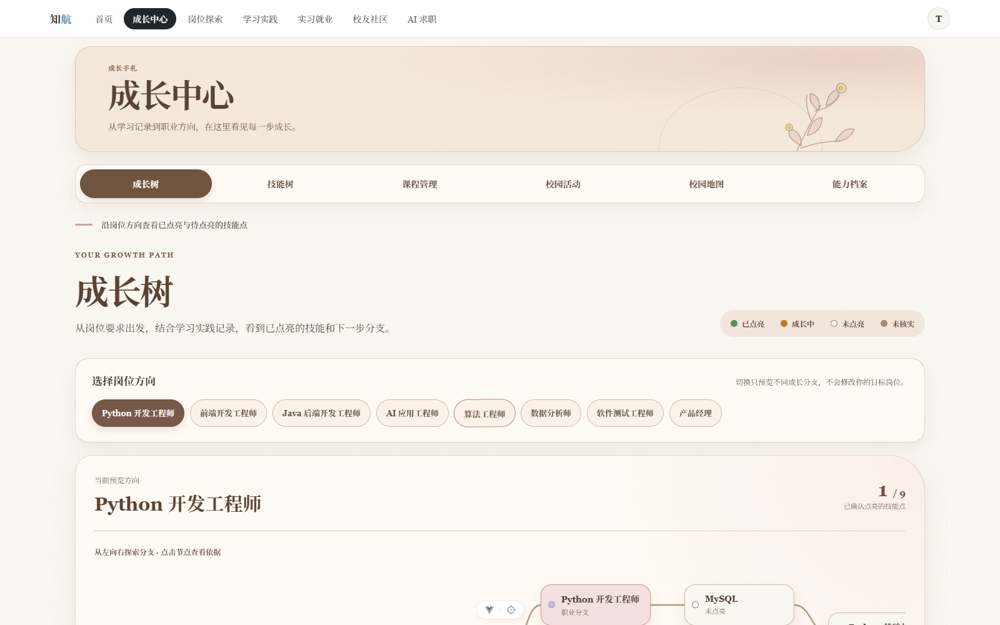 知航
首页
成长中心
岗位探索
学习实践
实习就业
校友社区
AI 求职
T
成长手札
成长中心
从学习记录到职业方向，在这里看见每一步成长。
成长树
技能树
课程管理
校园活动
校园地图
能力档案
沿岗位方向查看已点亮与待点亮的技能点
YOUR GROWTH PATH
成长树
从岗位要求出发，结合学习实践记录，看到已点亮的技能和下一步分支。
已点亮
成长中
未点亮
未核实
选择岗位方向
切换只预览不同成长分支，不会修改你的目标岗位。
Python 开发工程师
前端开发工程师
Java 后端开发工程师
AI 应用工程师
算法工程师
数据分析师
软件测试工程师
产品经理
当前预览方向
Python 开发工程师
1 / 9
已确认点亮的技能点
从左向右探索分支 · 点击节点查看依据
Python 开发工程师
职业分支
MySQL
未点亮